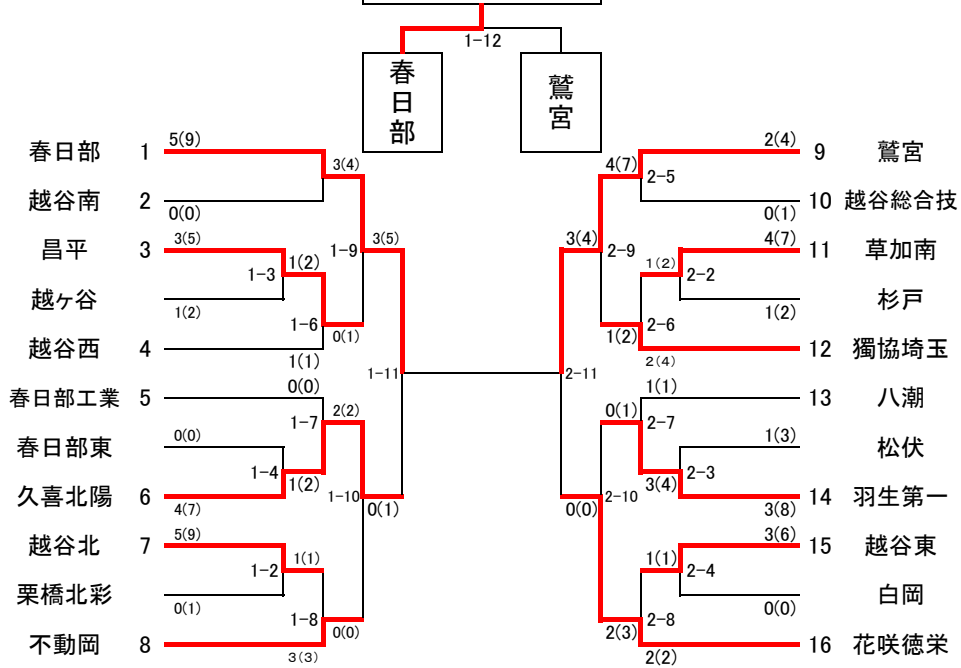 1-12
春日部
鷲宮
5(9)
春日部 1
3(4)
越谷南 2
0(0)
3(5)
昌平 3
1-9
3(5)
1(2)
1-3
越ヶ谷
1(2)
1-6
0(1)
越谷西 4
1(1)
1-11
0(0)
春日部工業 5
2(2)
1-7
0(0)
春日部東
1-4
1(2)
久喜北陽 6
4(7)
1-10
0(1)
5(9)
越谷北 7
1(1)
1-2
栗橋北彩
0(1)
1-8
0(0)
不動岡 8
3(3)
2(4)
9 鷲宮
4(7)
2-5
10 越谷総合技
0(1)
4(7)
11 草加南
3(4)
2-9
1(2)
2-2
杉戸
1(2)
1(2)
2-6
12 獨協埼玉
2(4)
2-11
1(1)
13 八潮
0(1)
2-7
1(3)
松伏
2-3
3(4)
14 羽生第一
3(8)
2-10
0(0)
3(6)
15 越谷東
1(1)
2-4
白岡
0(0)
2-8
2(3)
16 花咲徳栄
2(2)